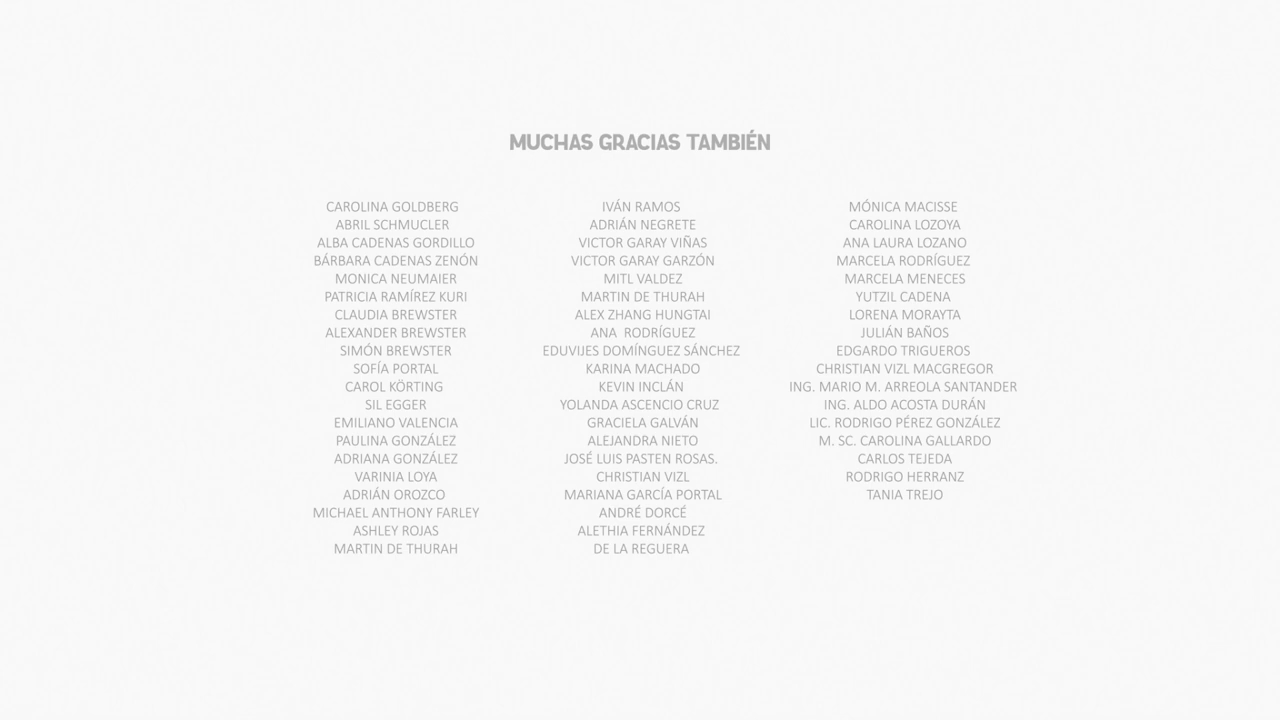 MUCHAS GRACIAS TAMBIÉN
CAROLINA GOLDBERG
ABRIL SCHMUCLER
ALBA CADENAS GORDILLO
BÁRBARA CADENAS ZENÓN
MONICA NEUMAIER
PATRICIA RAMÍREZ KURI
CLAUDIA BREWSTER
ALEXANDER BREWSTER
SIMÓN BREWSTER
SOFÍA PORTAL
CAROL KÖRTING
SIL EGGER
EMILIANO VALENCIA
PAULINA GONZÁLEZ
ADRIANA GONZÁLEZ
VARINIA LOYA
ADRIÁN OROZCO
MICHAEL ANTHONY FARLEY
ASHLEY ROJAS
MARTIN DE THURAH
IVÁN RAMOS
ADRIÁN NEGRETE
VICTOR GARAY VIÑAS
VICTOR GARAY GARZÓN
MITL VALDEZ
MARTIN DE THURAH
ALEX ZHANG HUNGTAI
ANA RODRÍGUEZ
EDUVIJES DOMÍNGUEZ SÁNCHEZ
KARINA MACHADO
KEVIN INCLÁN
YOLANDA ASCENCIO CRUZ
GRACIELA GALVÁN
ALEJANDRA NIETO
JOSÉ LUIS PASTEN ROSAS.
CHRISTIAN VIZL
MARIANA GARCÍA PORTAL
ANDRÉ DORCÉ
ALETHIA FERNÁNDEZ
DE LA REGUERA
MÓNICA MACISSE
CAROLINA LOZOYA
ANA LAURA LOZANO
MARCELA RODRÍGUEZ
MARCELA MENECES
YUTZIL CADENA
LORENA MORAYTA
JULIÁN BAÑOS
EDGARDO TRIGUEROS
CHRISTIAN VIZL MACGREGOR
ING. MARIO M. ARREOLA SANTANDER
ING. ALDO ACOSTA DURÁN
LIC. RODRIGO PÉREZ GONZÁLEZ
M. SC. CAROLINA GALLARDO
CARLOS TEJEDA
RODRIGO HERRANZ
TANIA TREJO